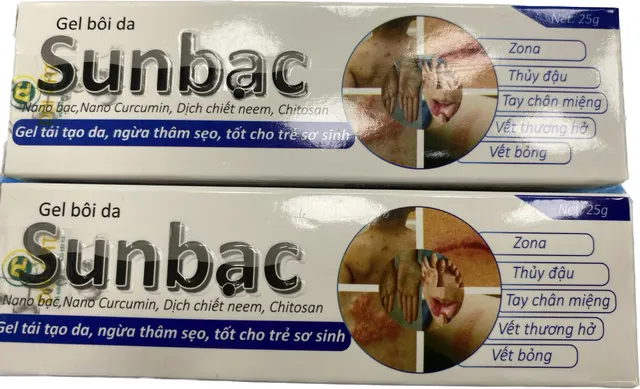 Gel bôi da
Sunbạc
Nano bạc,Nano Curcumin, Dịch chiết neem, Chitosan
Gel tái tạo da, ngừa thâm sẹo, tốt cho trẻ sơ sinh
Net: 25g
Zona
Thủy đậu
Tay chân miệng
Vết thương hở
Vết bỏng
Gel bôi da
Sunbạc
Nano bạc,Nano Curcumin, Dịch chiết neem, Chitosan
Gel tái tạo da, ngừa thâm sẹo, tốt cho trẻ sơ sinh
Net: 25g
Zona
Thủy đậu
Tay chân miệng
Vết thương hở
Vết bỏng